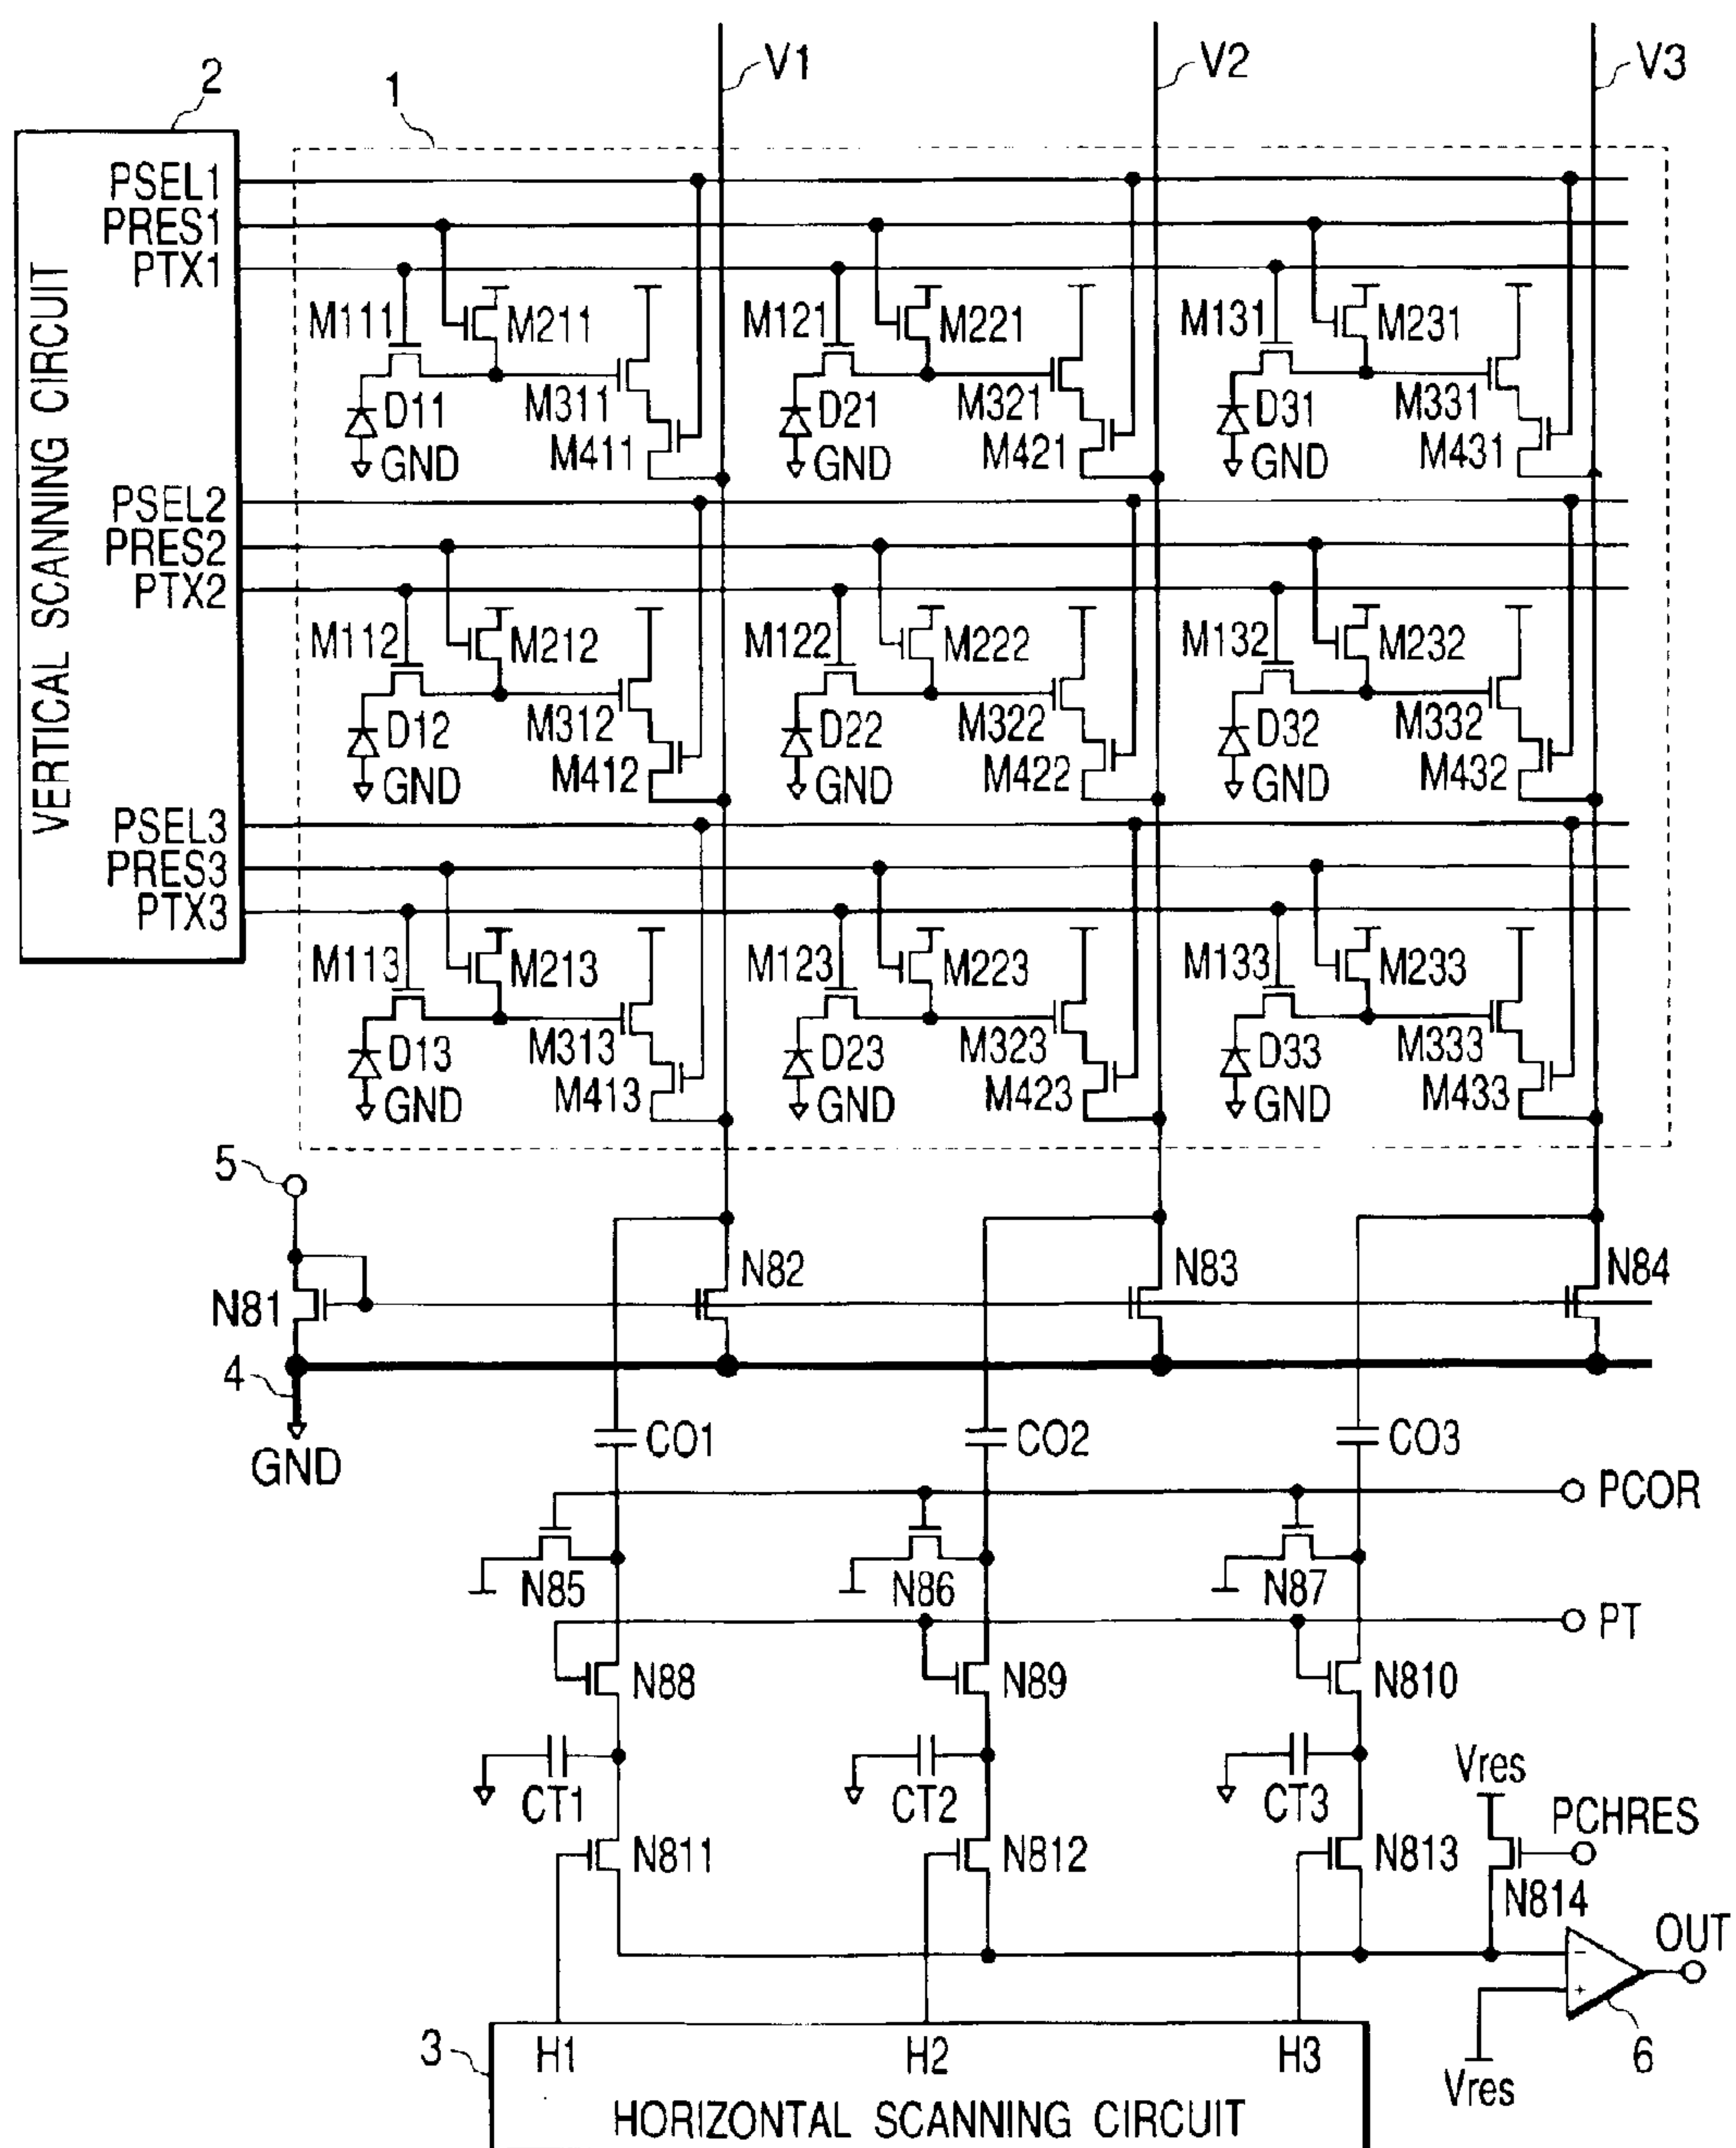 V1 V2 V3
2 1
VERTICAL SCANNING CIRCUIT
PSEL1
PRES1
PTX1
M111 M211 M121 M221 M131 M231
D11 M311 D21 M321 D31 M331
GND M411 GND M421 GND M431
PSEL2
PRES2
PTX2
M112 M212 M122 M222 M132 M232
D12 M312 D22 M322 D32 M332
GND M412 GND M422 GND M432
PSEL3
PRES3
PTX3
M113 M213 M123 M223 M133 M233
D13 M313 D23 M323 D33 M333
GND M413 GND M423 GND M433
5
N81 N82 N83 N84
4
GND
CO1 CO2 CO3
PCOR
N85 N86 N87
PT
N88 N89 N810
CT1 CT2 CT3
Vres
PCHRES
N811 N812 N813
N814
OUT
-
+
6
Vres
3
H1 H2 H3
HORIZONTAL SCANNING CIRCUIT